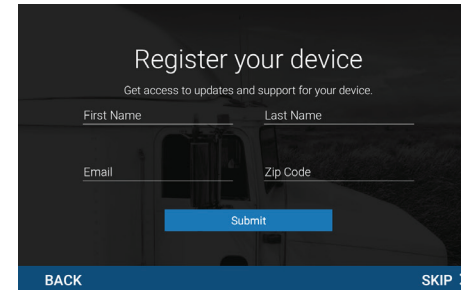 Register your device
Get access to updates and support for your device.
First Name Last Name
Email Zip Code
Submit
BACK SKIP